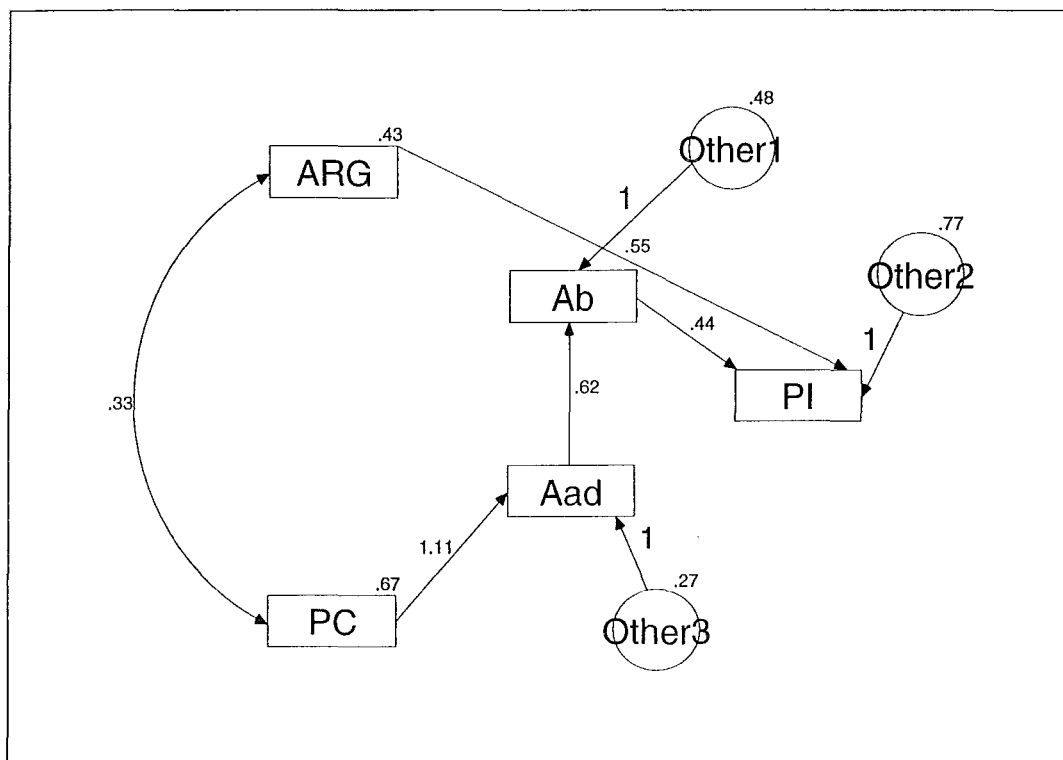 .48
.43
Other1
ARG
1
.77
.55
Other2
Ab
.44
1
PI
.62
.33
Aad
1.11
1
.67
.27
PC
Other3